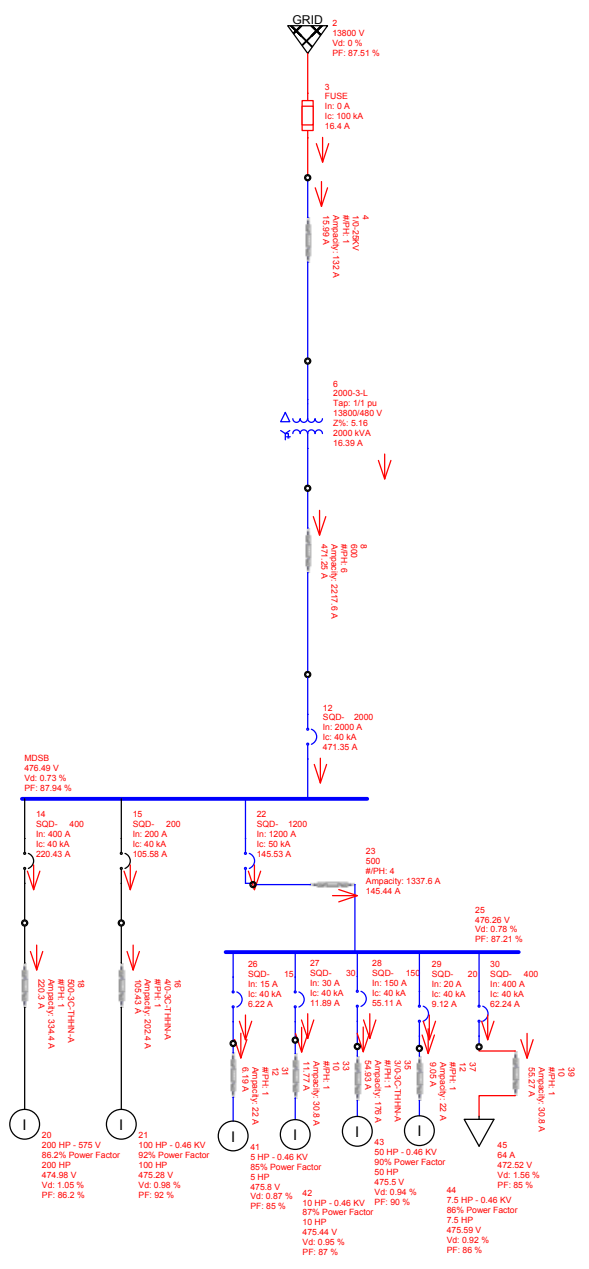 GRID
2
13800 V
Vd: 0 %
PF: 87.51 %
3
FUSE
In: 0 A
Ic: 100 kA
16.4 A
4
1/0-25KV
#/PH: 1
Ampacity: 132 A
15.99 A
6
2000-3-L
Tap: 1/1 pu
13800/480 V
Z%: 5.16
2000 kVA
16.39 A
8
600
#/PH: 6
Ampacity: 2217.6 A
471.25 A
12
SQD- 2000
In: 2000 A
Ic: 40 kA
471.35 A
MDSB
476.49 V
Vd: 0.73 %
PF: 87.94 %
14
SQD- 400
In: 400 A
Ic: 40 kA
220.43 A
15
SQD- 200
In: 200 A
Ic: 40 kA
105.58 A
22
SQD- 1200
In: 1200 A
Ic: 50 kA
145.53 A
23
500
#/PH: 4
Ampacity: 1337.6 A
145.44 A
25
476.26 V
Vd: 0.78 %
PF: 87.21 %
26
SQD- 15
In: 15 A
Ic: 40 kA
6.22 A
27
SQD- 30
In: 30 A
Ic: 40 kA
11.89 A
28
SQD- 150
In: 150 A
Ic: 40 kA
55.11 A
29
SQD- 20
In: 20 A
Ic: 40 kA
9.12 A
30
SQD- 400
In: 400 A
Ic: 40 kA
62.24 A
18
500-3C-THHN-A
#/PH: 1
Ampacity: 334.4 A
220.3 A
16
4/0-3C-THHN-A
#/PH: 1
Ampacity: 202.4 A
105.43 A
31
12
#/PH: 1
Ampacity: 22 A
6.19 A
33
10
#/PH: 1
Ampacity: 30.8 A
11.77 A
35
3/0-3C-THHN-A
#/PH: 1
Ampacity: 176 A
54.93 A
37
12
#/PH: 1
Ampacity: 22 A
9.05 A
39
10
#/PH: 1
Ampacity: 30.8 A
55.27 A
20
200 HP - 575 V
86.2% Power Factor
200 HP
474.98 V
Vd: 1.05 %
PF: 86.2 %
21
100 HP - 0.46 KV
92% Power Factor
100 HP
475.28 V
Vd: 0.98 %
PF: 92 %
41
5 HP - 0.46 KV
85% Power Factor
5 HP
475.8 V
Vd: 0.87 %
PF: 85 %
42
10 HP - 0.46 KV
87% Power Factor
10 HP
475.44 V
Vd: 0.95 %
PF: 87 %
43
50 HP - 0.46 KV
90% Power Factor
50 HP
475.5 V
Vd: 0.94 %
PF: 90 %
44
7.5 HP - 0.46 KV
86% Power Factor
7.5 HP
475.59 V
Vd: 0.92 %
PF: 86 %
45
64 A
472.52 V
Vd: 1.56 %
PF: 85 %